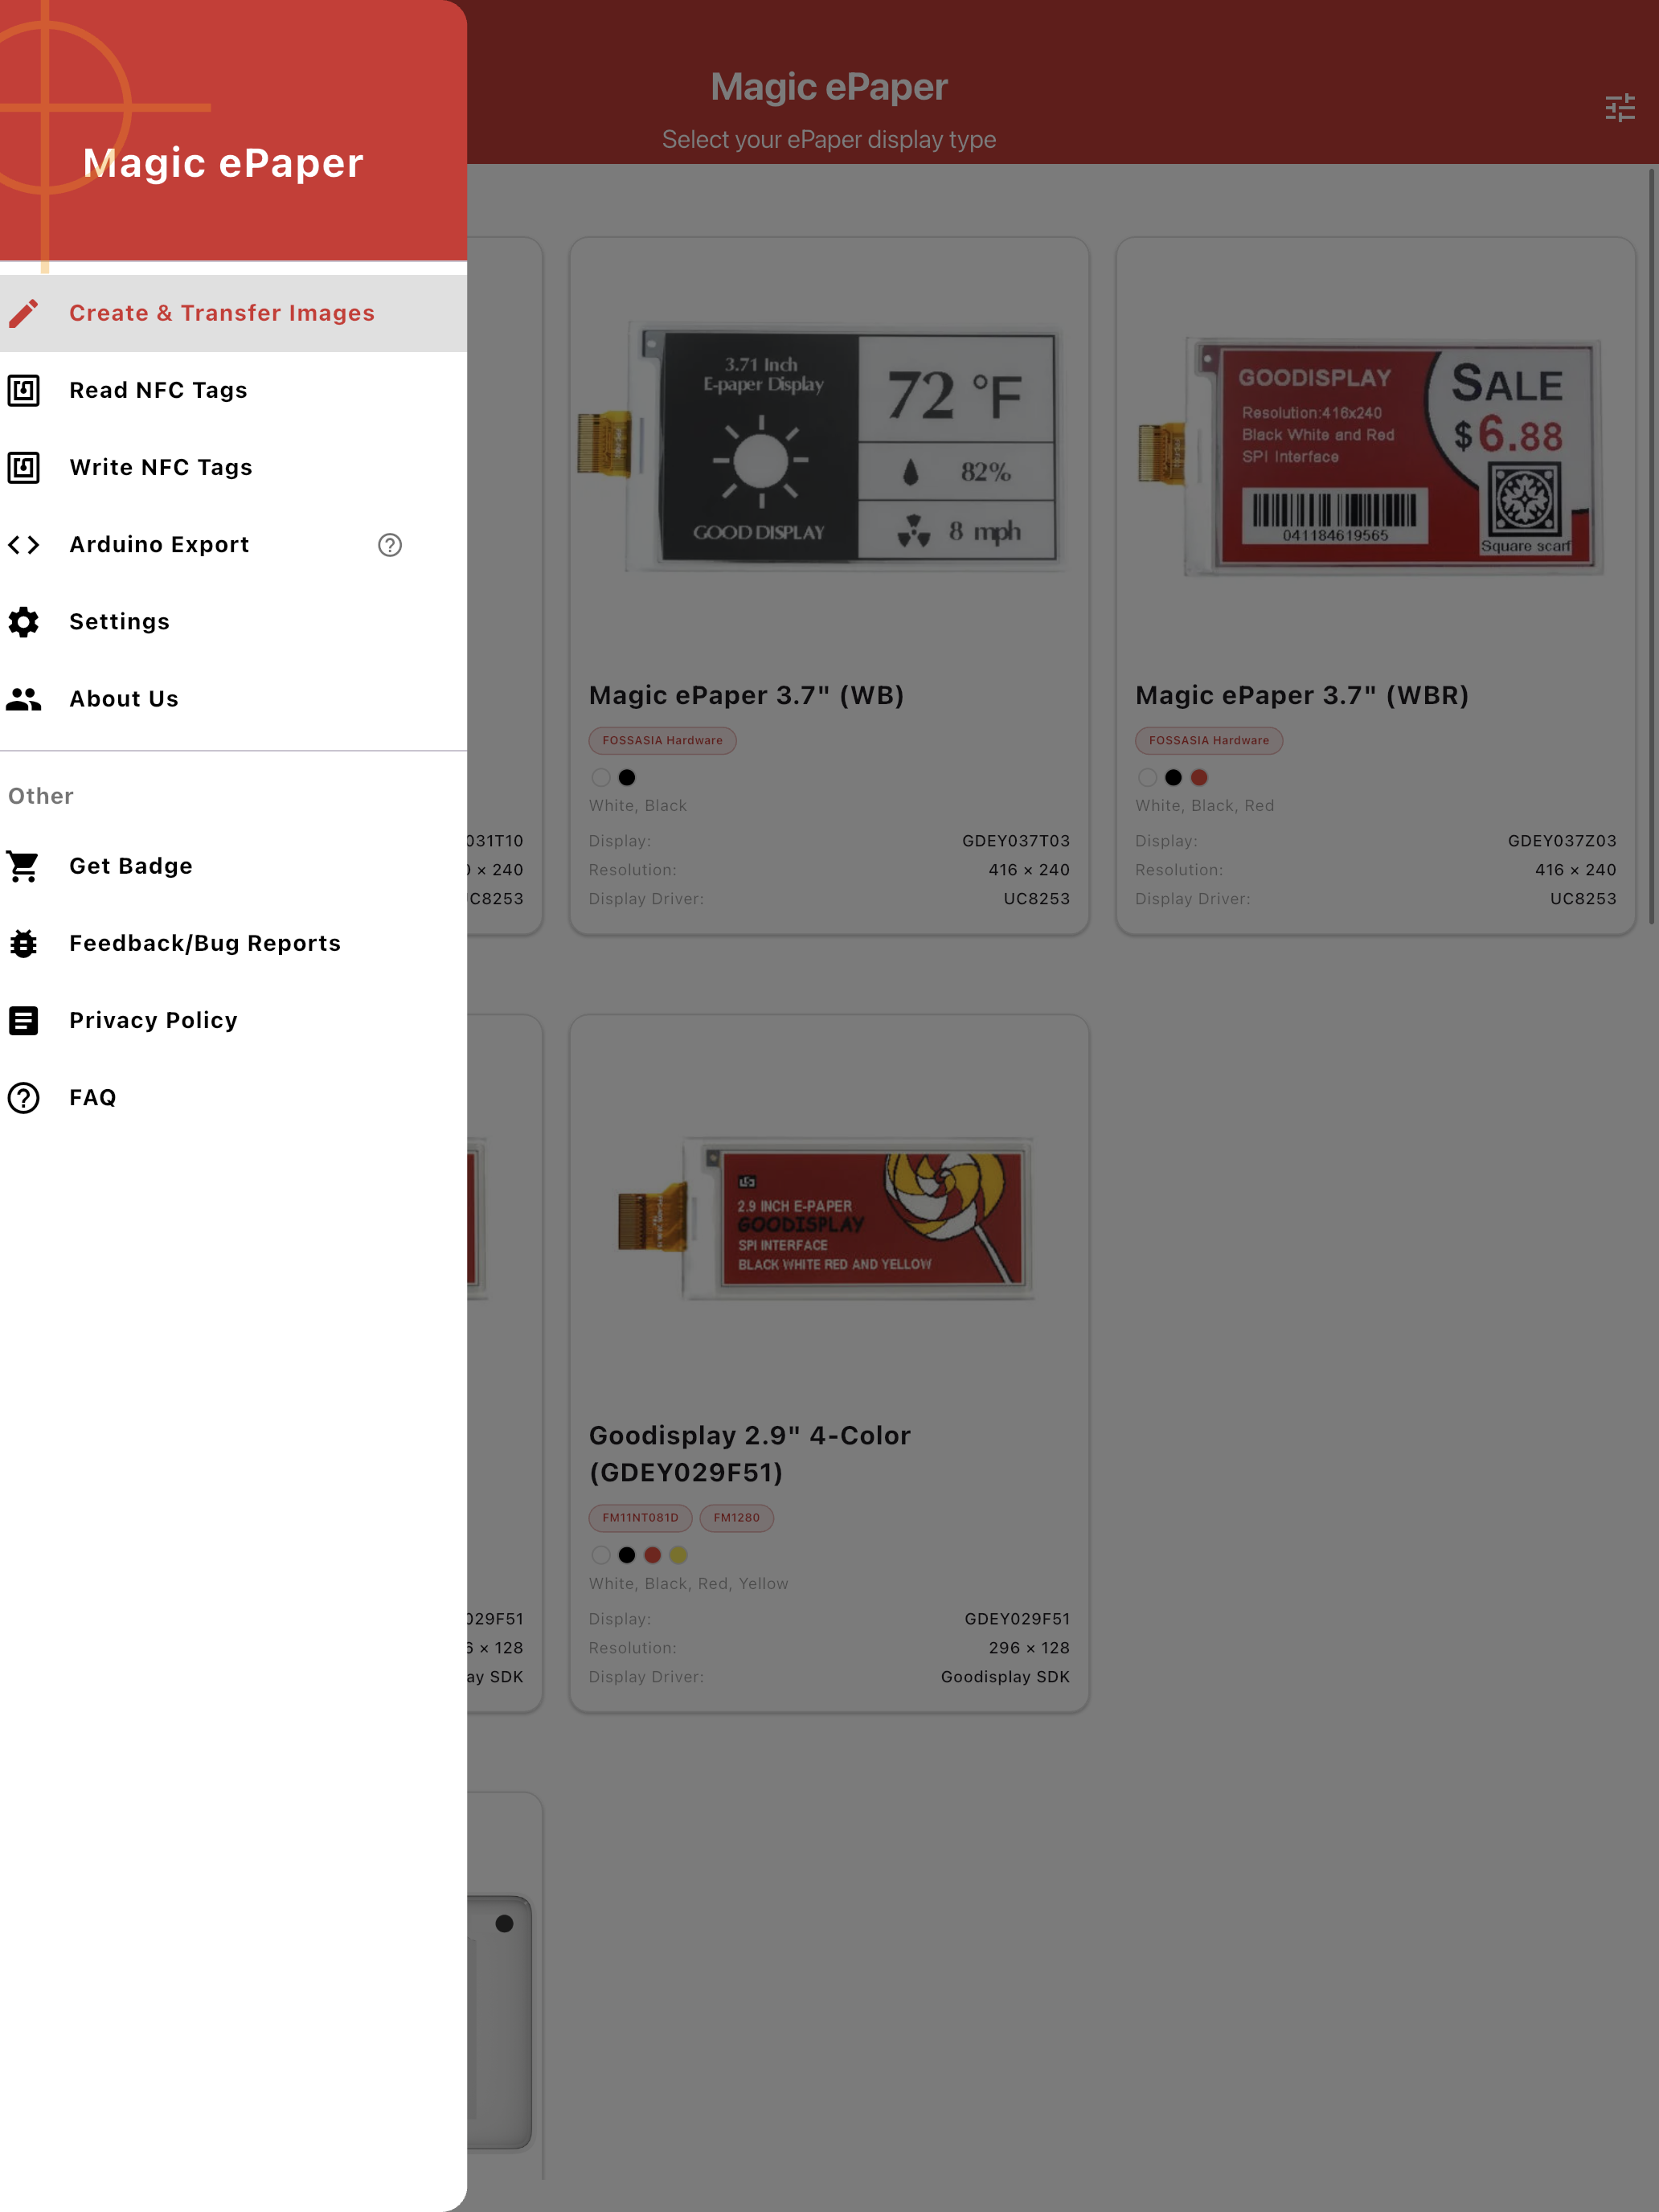 Magic ePaper
Create & Transfer Images
Read NFC Tags
Write NFC Tags
Arduino Export
Settings
About Us
Other
Get Badge
Feedback/Bug Reports
Privacy Policy
FAQ
Magic ePaper
Select your ePaper display type
031T10
× 240
C8253
3.71 Inch
E-paper Display
GOOD DISPLAY
72 °F
82%
8 mph
Magic ePaper 3.7" (WB)
FOSSASIA Hardware
White, Black
Display: GDEY037T03
Resolution: 416 × 240
Display Driver: UC8253
GOODISPLAY
Resolution:416x240
Black White and Red
SPI Interface
041184619565
SALE
$6.88
Square scarf
Magic ePaper 3.7" (WBR)
FOSSASIA Hardware
White, Black, Red
Display: GDEY037Z03
Resolution: 416 × 240
Display Driver: UC8253
029F51
6 × 128
ay SDK
2.9 INCH E-PAPER
GOODISPLAY
SPI INTERFACE
BLACK WHITE RED AND YELLOW
Goodisplay 2.9" 4-Color
(GDEY029F51)
FM11NT081D FM1280
White, Black, Red, Yellow
Display: GDEY029F51
Resolution: 296 × 128
Display Driver: Goodisplay SDK